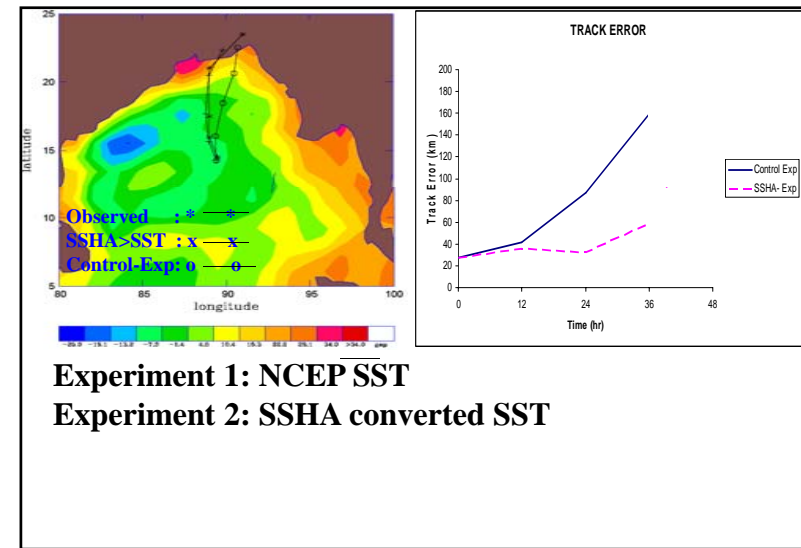 25
20
15
10
5
latitude
80 85 90 95 100
longitude
Observed : * *
SSHA>SST : x x
Control-Exp: o o
TRACK ERROR
200
180
160
140
120
100
80
60
40
20
0
Track Error (km)
0 12 24 36 48
Time (hr)
Control Exp
SSHA- Exp
Experiment 1: NCEP SST
Experiment 2: SSHA converted SST